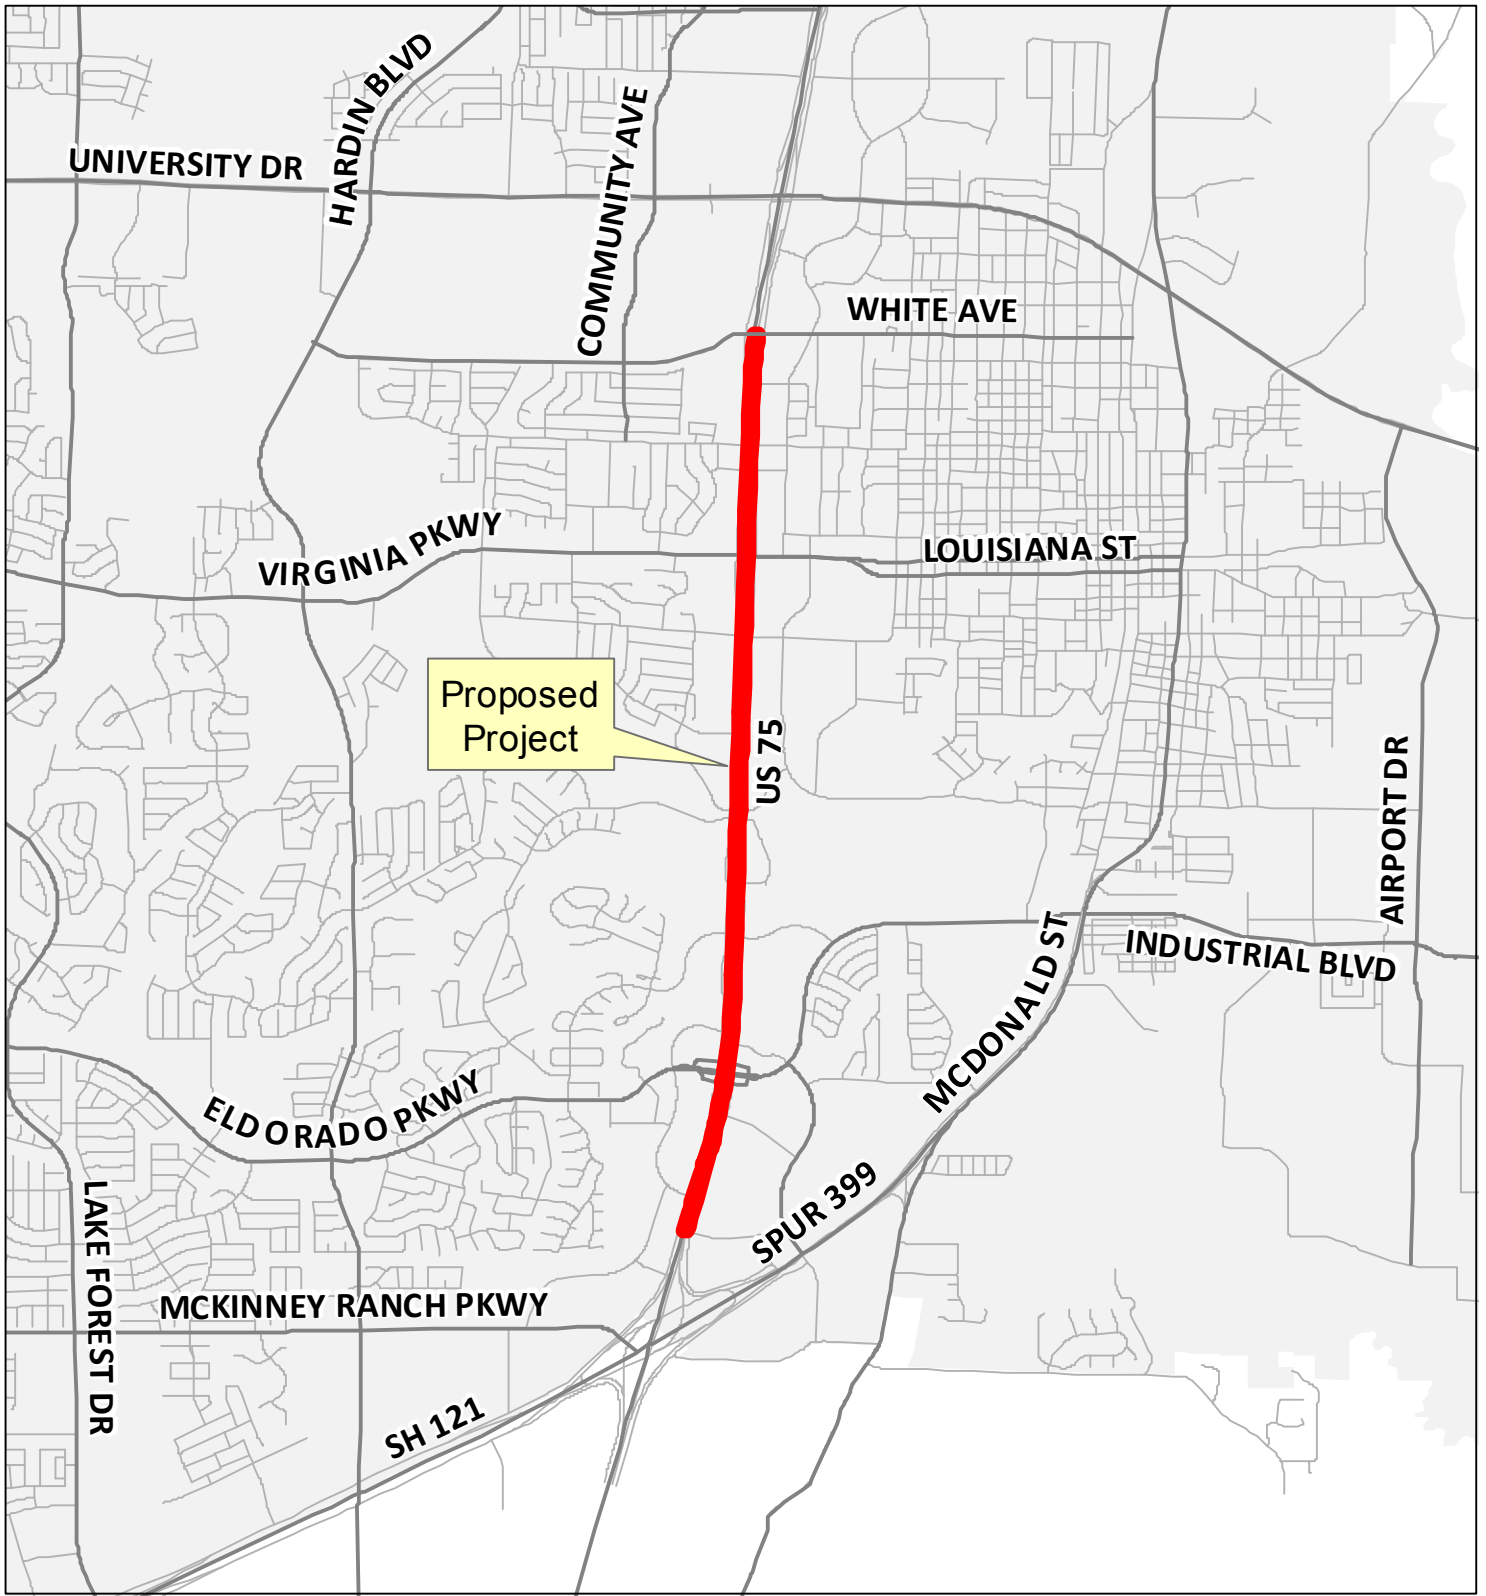 HARDIN BLVD
UNIVERSITY DR
COMMUNITY AVE
WHITE AVE
VIRGINIA PKWY
LOUISIANA ST
Proposed
Project
US 75
AIRPORT DR
MCDONALD ST
INDUSTRIAL BLVD
ELDORADO PKWY
SPUR 399
LAKE FOREST DR
MCKINNEY RANCH PKWY
SH 121